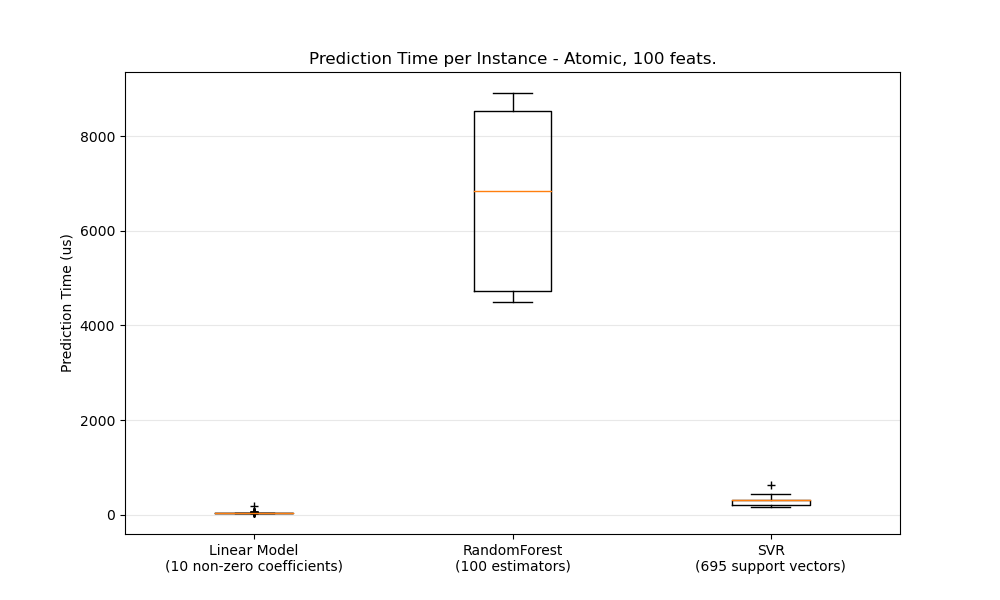 Prediction Time per Instance - Atomic, 100 feats.
Prediction Time (us)
8000
6000
4000
2000
0
Linear Model
(10 non-zero coefficients)
RandomForest
(100 estimators)
SVR
(695 support vectors)